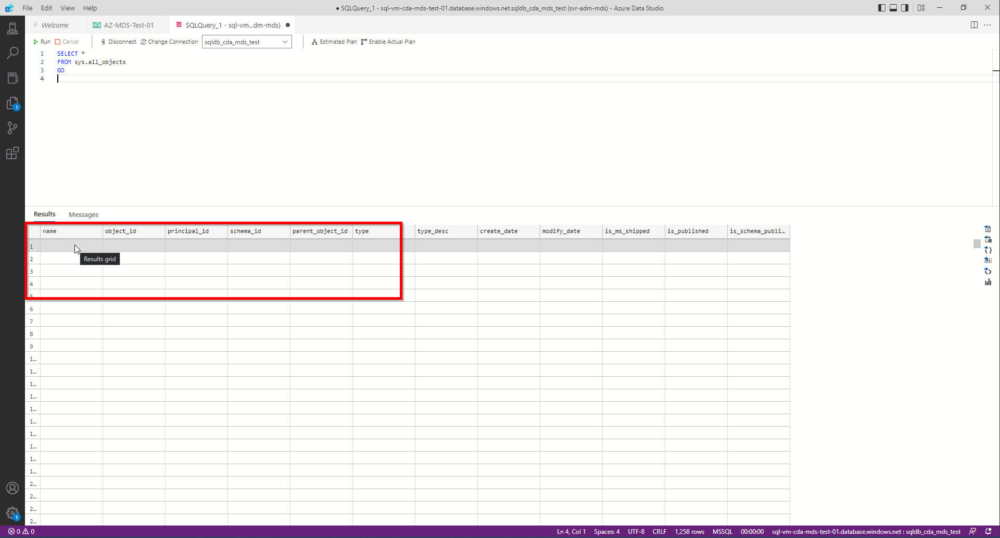 File Edit View Help
● SQLQuery_1 - sql-vm-cda-mds-test-01.database.windows.net.sqldb_cda_mds_test (svr-adm-mds) - Azure Data Studio
Welcome AZ-MDS-Test-01 SQLQuery_1 - sql-vm...dm-mds) ●
Run Cancel Disconnect Change Connection sqldb_cda_mds_test Estimated Plan Enable Actual Plan
1 SELECT *
2 FROM sys.all_objects
3 GO
4
1
Results Messages
name object_id principal_id schema_id parent_object_id type type_desc create_date modify_date is_ms_shipped is_published is_schema_publi…
1
Results grid
2
3
4
5
6
7
8
9
1…
1…
1…
1…
1…
1…
1…
1…
1…
1…
2…
2…
2…
2…
1
0 0 Ln 4, Col 1 Spaces: 4 UTF-8 CRLF 1,258 rows MSSQL 00:00:00 sql-vm-cda-mds-test-01.database.windows.net : sqldb_cda_mds_test